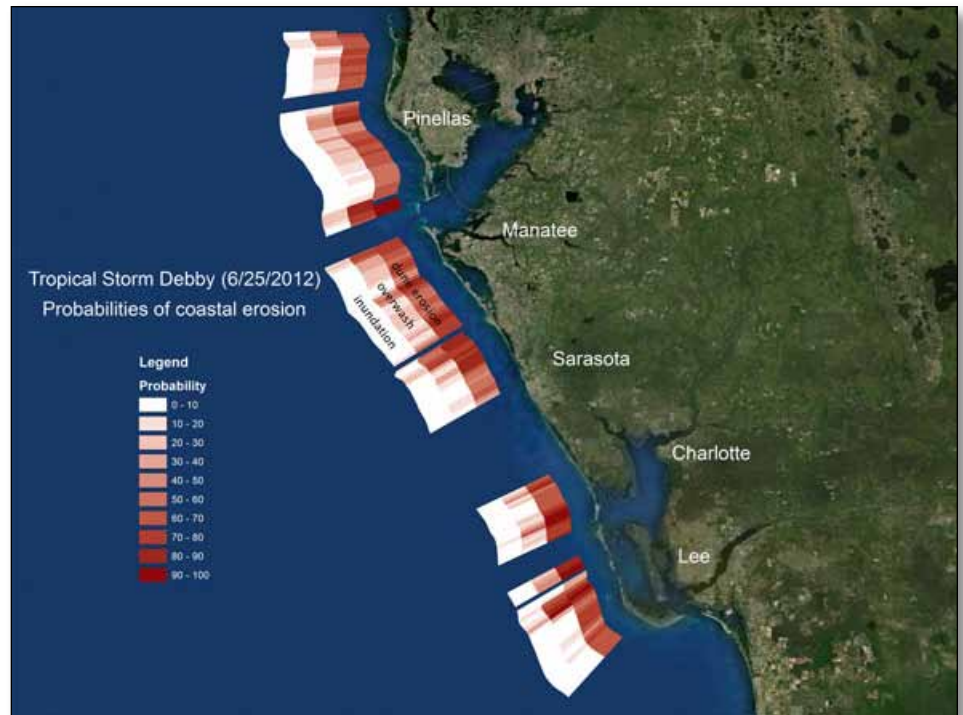 Pinellas
Manatee
Tropical Storm Debby (6/25/2012)
Probabilities of coastal erosion
dune erosion
overwash
inundation
Sarasota
Legend
Probability
0 - 10
10 - 20
20 - 30
30 - 40
40 - 50
50 - 60
60 - 70
70 - 80
80 - 90
90 - 100
Charlotte
Lee